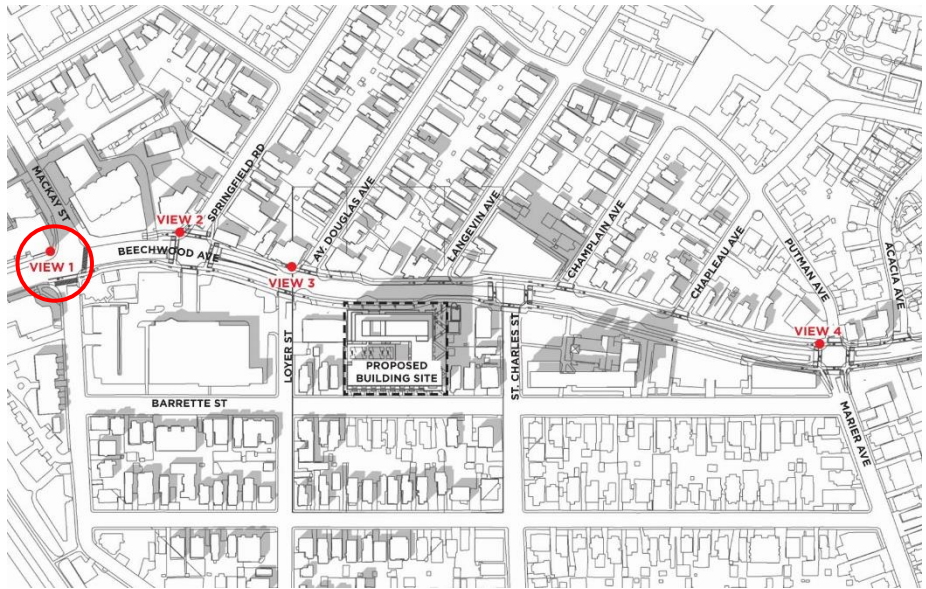 MACKAY ST
VIEW 1
VIEW 2
BEECHWOOD AVE
SPRINGFIELD RD
VIEW 3
AV. DOUGLAS AVE
LANGEVIN AVE
CHAMPLAIN AVE
CHAPLEAU AVE
PUTMAN AVE
ACACIA AVE
VIEW 4
LOYER ST
PROPOSED
BUILDING SITE
ST. CHARLES ST
BARRETTE ST
MARIER AVE